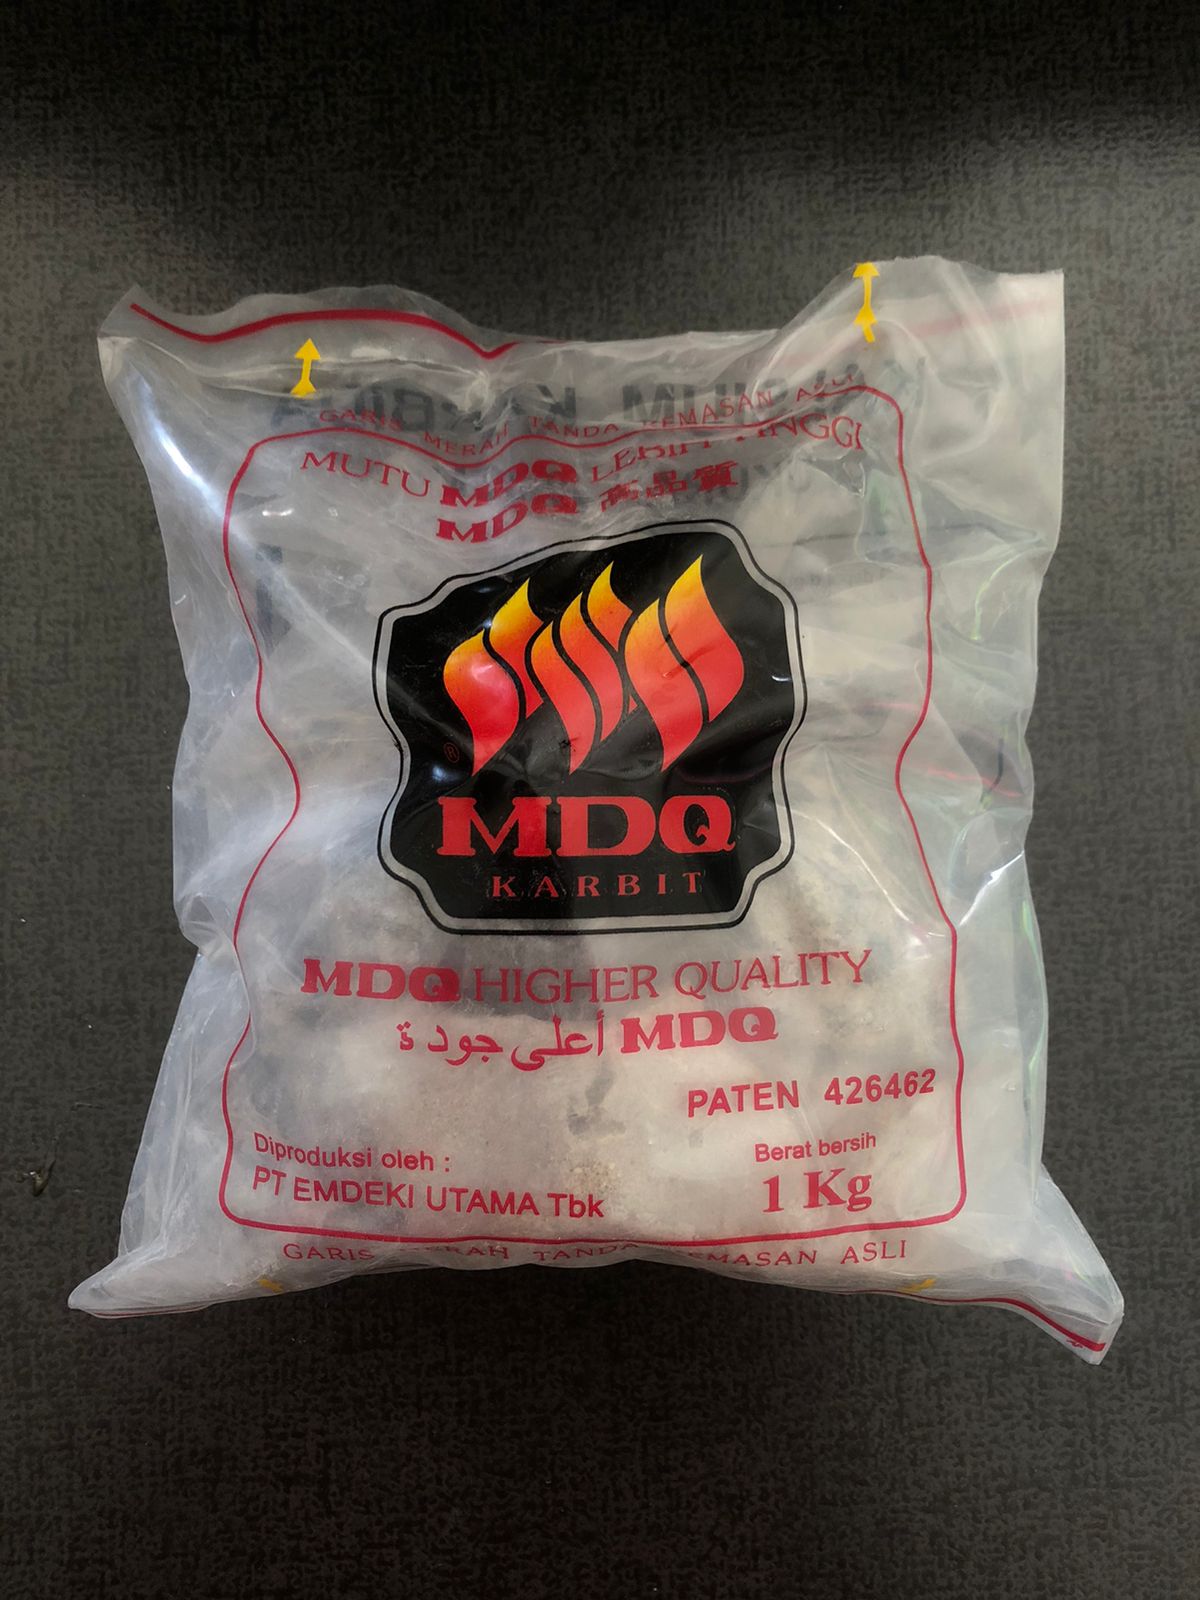 GARIS MERAH TANDA KEMASAN ASLI
MUTU MDQ LEBIH TINGGI
MDQ 高品質
®
MDQ
KARBIT
MDQ HIGHER QUALITY
MDQ أعلى جودة
PATEN 426462
Diproduksi oleh :
PT EMDEKI UTAMA Tbk
Berat bersih
1 Kg
GARIS MERAH TANDA KEMASAN ASLI